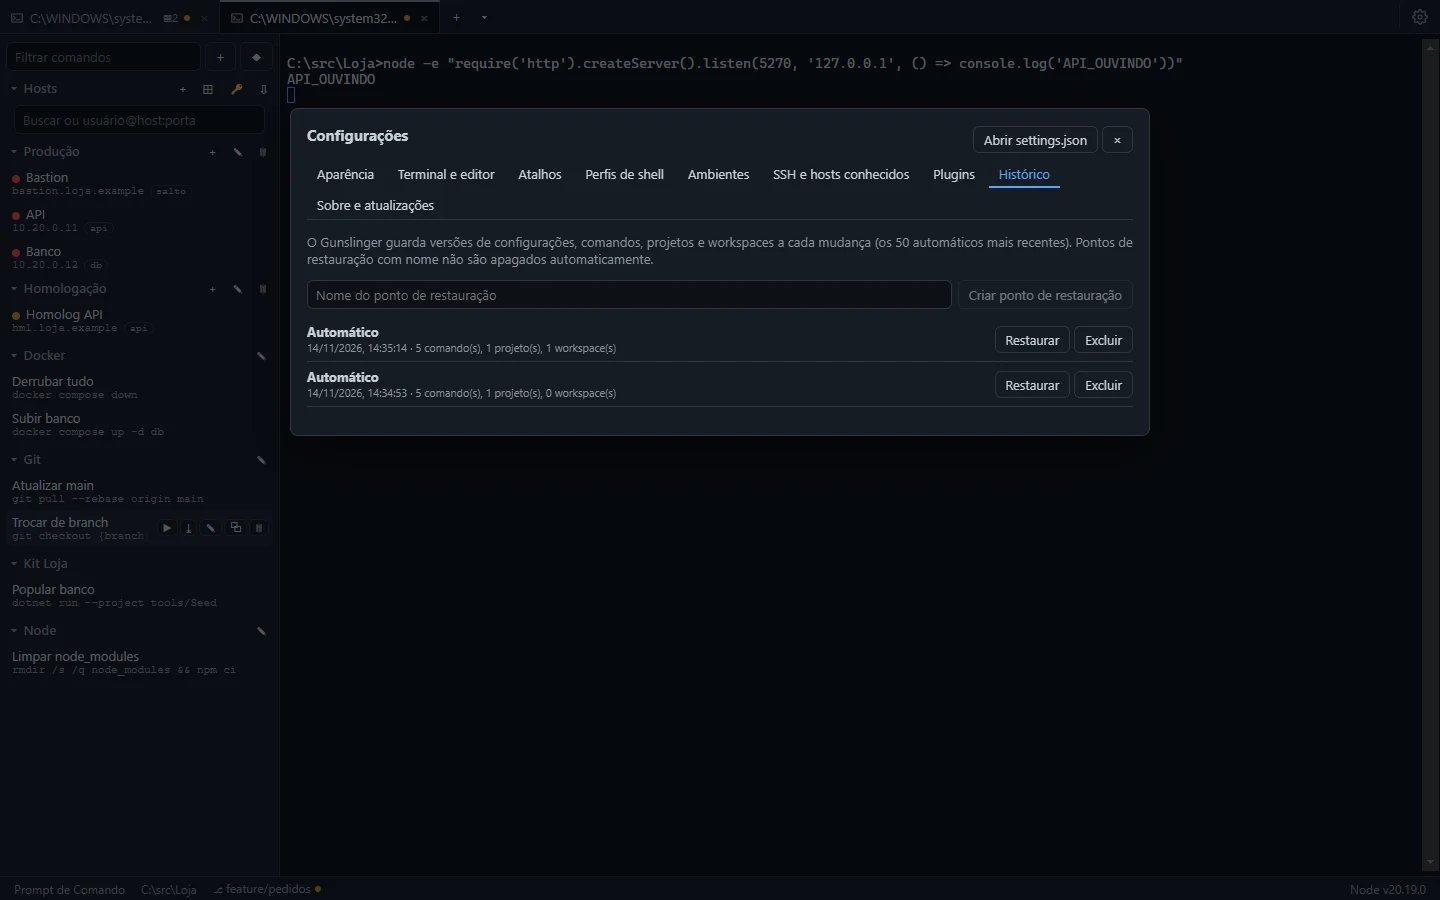 C:\WINDOWS\syste... 2
C:\WINDOWS\system32...
Filtrar comandos
Hosts
Buscar ou usuário@host:porta
Produção
Bastion
bastion.loja.example salto
API
10.20.0.11 api
Banco
10.20.0.12 db
Homologação
Homolog API
hml.loja.example api
Docker
Derrubar tudo
docker compose down
Subir banco
docker compose up -d db
Git
Atualizar main
git pull --rebase origin main
Trocar de branch
git checkout {branch
Kit Loja
Popular banco
dotnet run --project tools/Seed
Node
Limpar node_modules
rmdir /s /q node_modules && npm ci
C:\src\Loja>node -e "require('http').createServer().listen(5270, '127.0.0.1', () => console.log('API_OUVINDO'))"
API_OUVINDO
Configurações
Abrir settings.json
Aparência Terminal e editor Atalhos Perfis de shell Ambientes SSH e hosts conhecidos Plugins Histórico
Sobre e atualizações
O Gunslinger guarda versões de configurações, comandos, projetos e workspaces a cada mudança (os 50 automáticos mais recentes). Pontos de
restauração com nome não são apagados automaticamente.
Nome do ponto de restauração Criar ponto de restauração
Automático
14/11/2026, 14:35:14 · 5 comando(s), 1 projeto(s), 1 workspace(s)
Restaurar Excluir
Automático
14/11/2026, 14:34:53 · 5 comando(s), 1 projeto(s), 0 workspace(s)
Restaurar Excluir
Prompt de Comando C:\src\Loja feature/pedidos Node v20.19.0